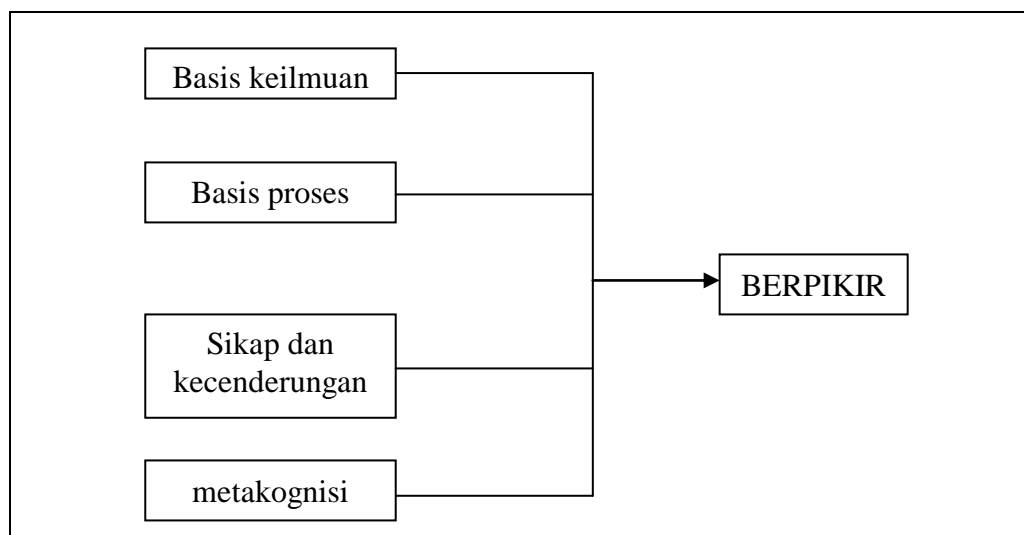 Basis keilmuan
Basis proses
BERPIKIR
Sikap dan
kecenderungan
metakognisi